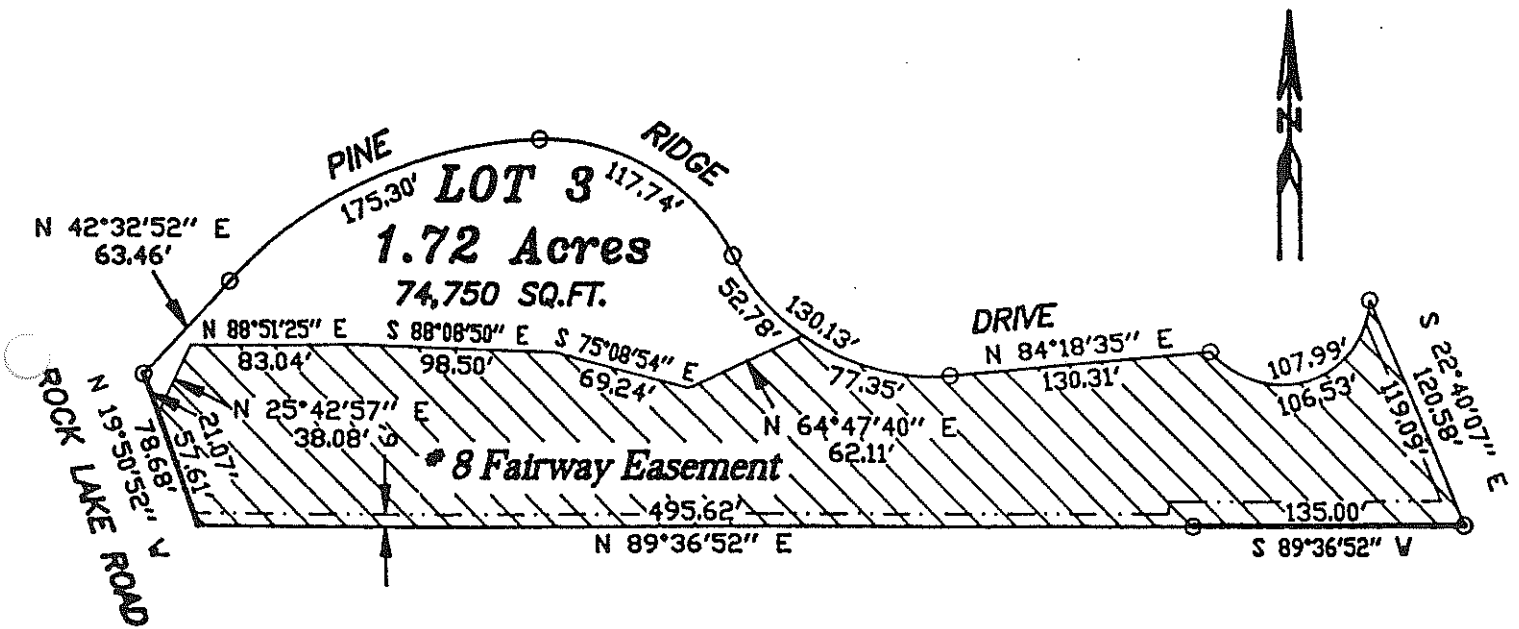 N
PINE
RIDGE
175.30'
LOT 3
117.74'
1.72 Acres
74,750 SQ.FT.
N 42°32'52" E
63.46'
52.78'
130.13'
DRIVE
N 88°51'25" E
83.04'
S 88°08'50" E
98.50'
S 75°08'54" E
69.24'
77.35'
N 84°18'35" E
130.31'
107.99'
106.53'
S 22°40'07" E
120.58'
119.09'
ROCK LAKE ROAD
N 19°50'52" W
78.68'
57.61'
21.07'
N 25°42'57" E
38.08'
N 64°47'40" E
62.11'
8 Fairway Easement
495.62'
N 89°36'52" E
135.00'
S 89°36'52" W